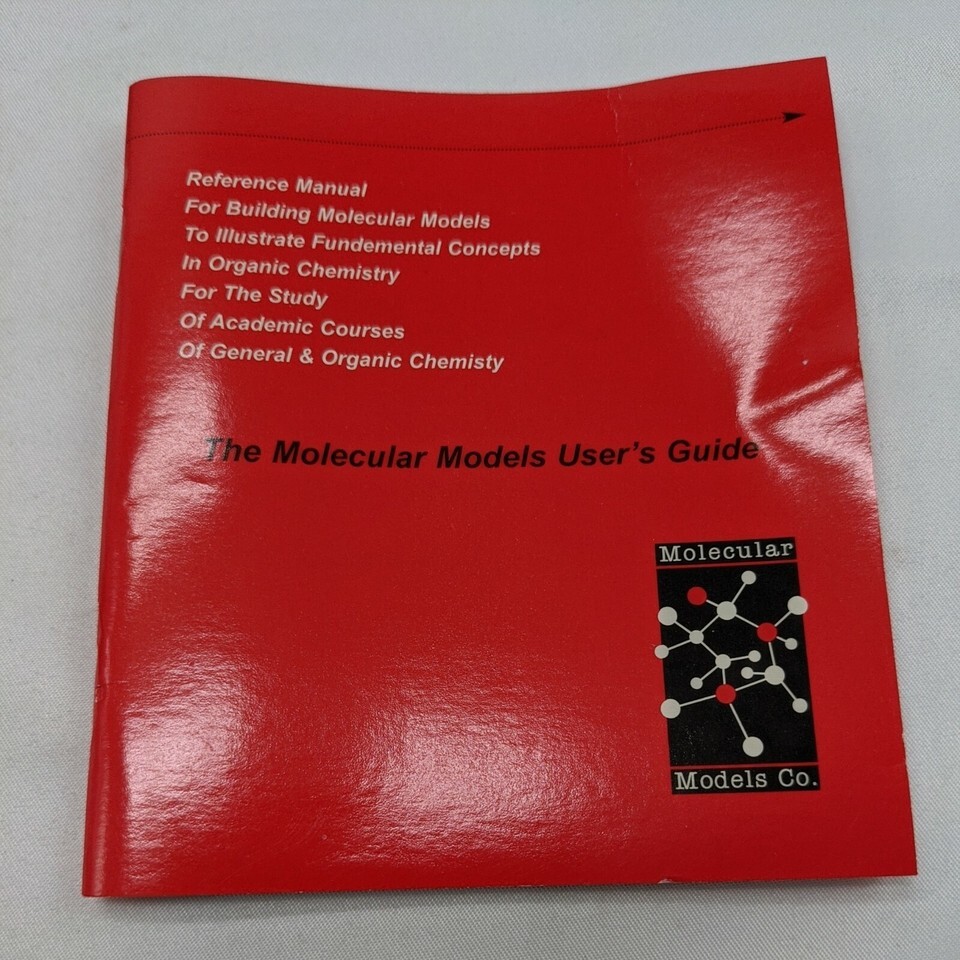 Reference Manual
For Building Molecular Models
To Illustrate Fundemental Concepts
In Organic Chemistry
For The Study
Of Academic Courses
Of General & Organic Chemisty
The Molecular Models User's Guide
Molecular
Models Co.